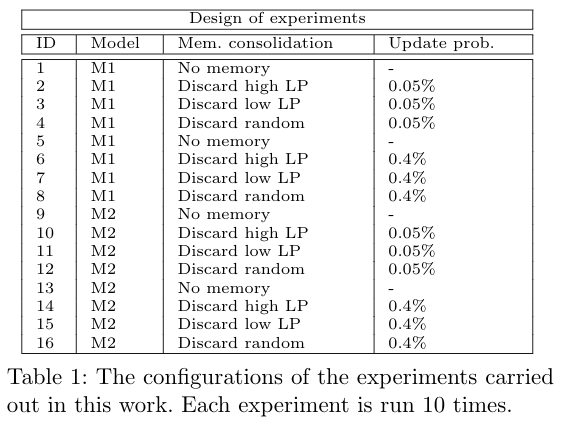 Design of experiments
ID Model Mem. consolidation Update prob.
1 M1 No memory -
2 M1 Discard high LP 0.05%
3 M1 Discard low LP 0.05%
4 M1 Discard random 0.05%
5 M1 No memory -
6 M1 Discard high LP 0.4%
7 M1 Discard low LP 0.4%
8 M1 Discard random 0.4%
9 M2 No memory -
10 M2 Discard high LP 0.05%
11 M2 Discard low LP 0.05%
12 M2 Discard random 0.05%
13 M2 No memory -
14 M2 Discard high LP 0.4%
15 M2 Discard low LP 0.4%
16 M2 Discard random 0.4%
Table 1: The configurations of the experiments carried
out in this work. Each experiment is run 10 times.